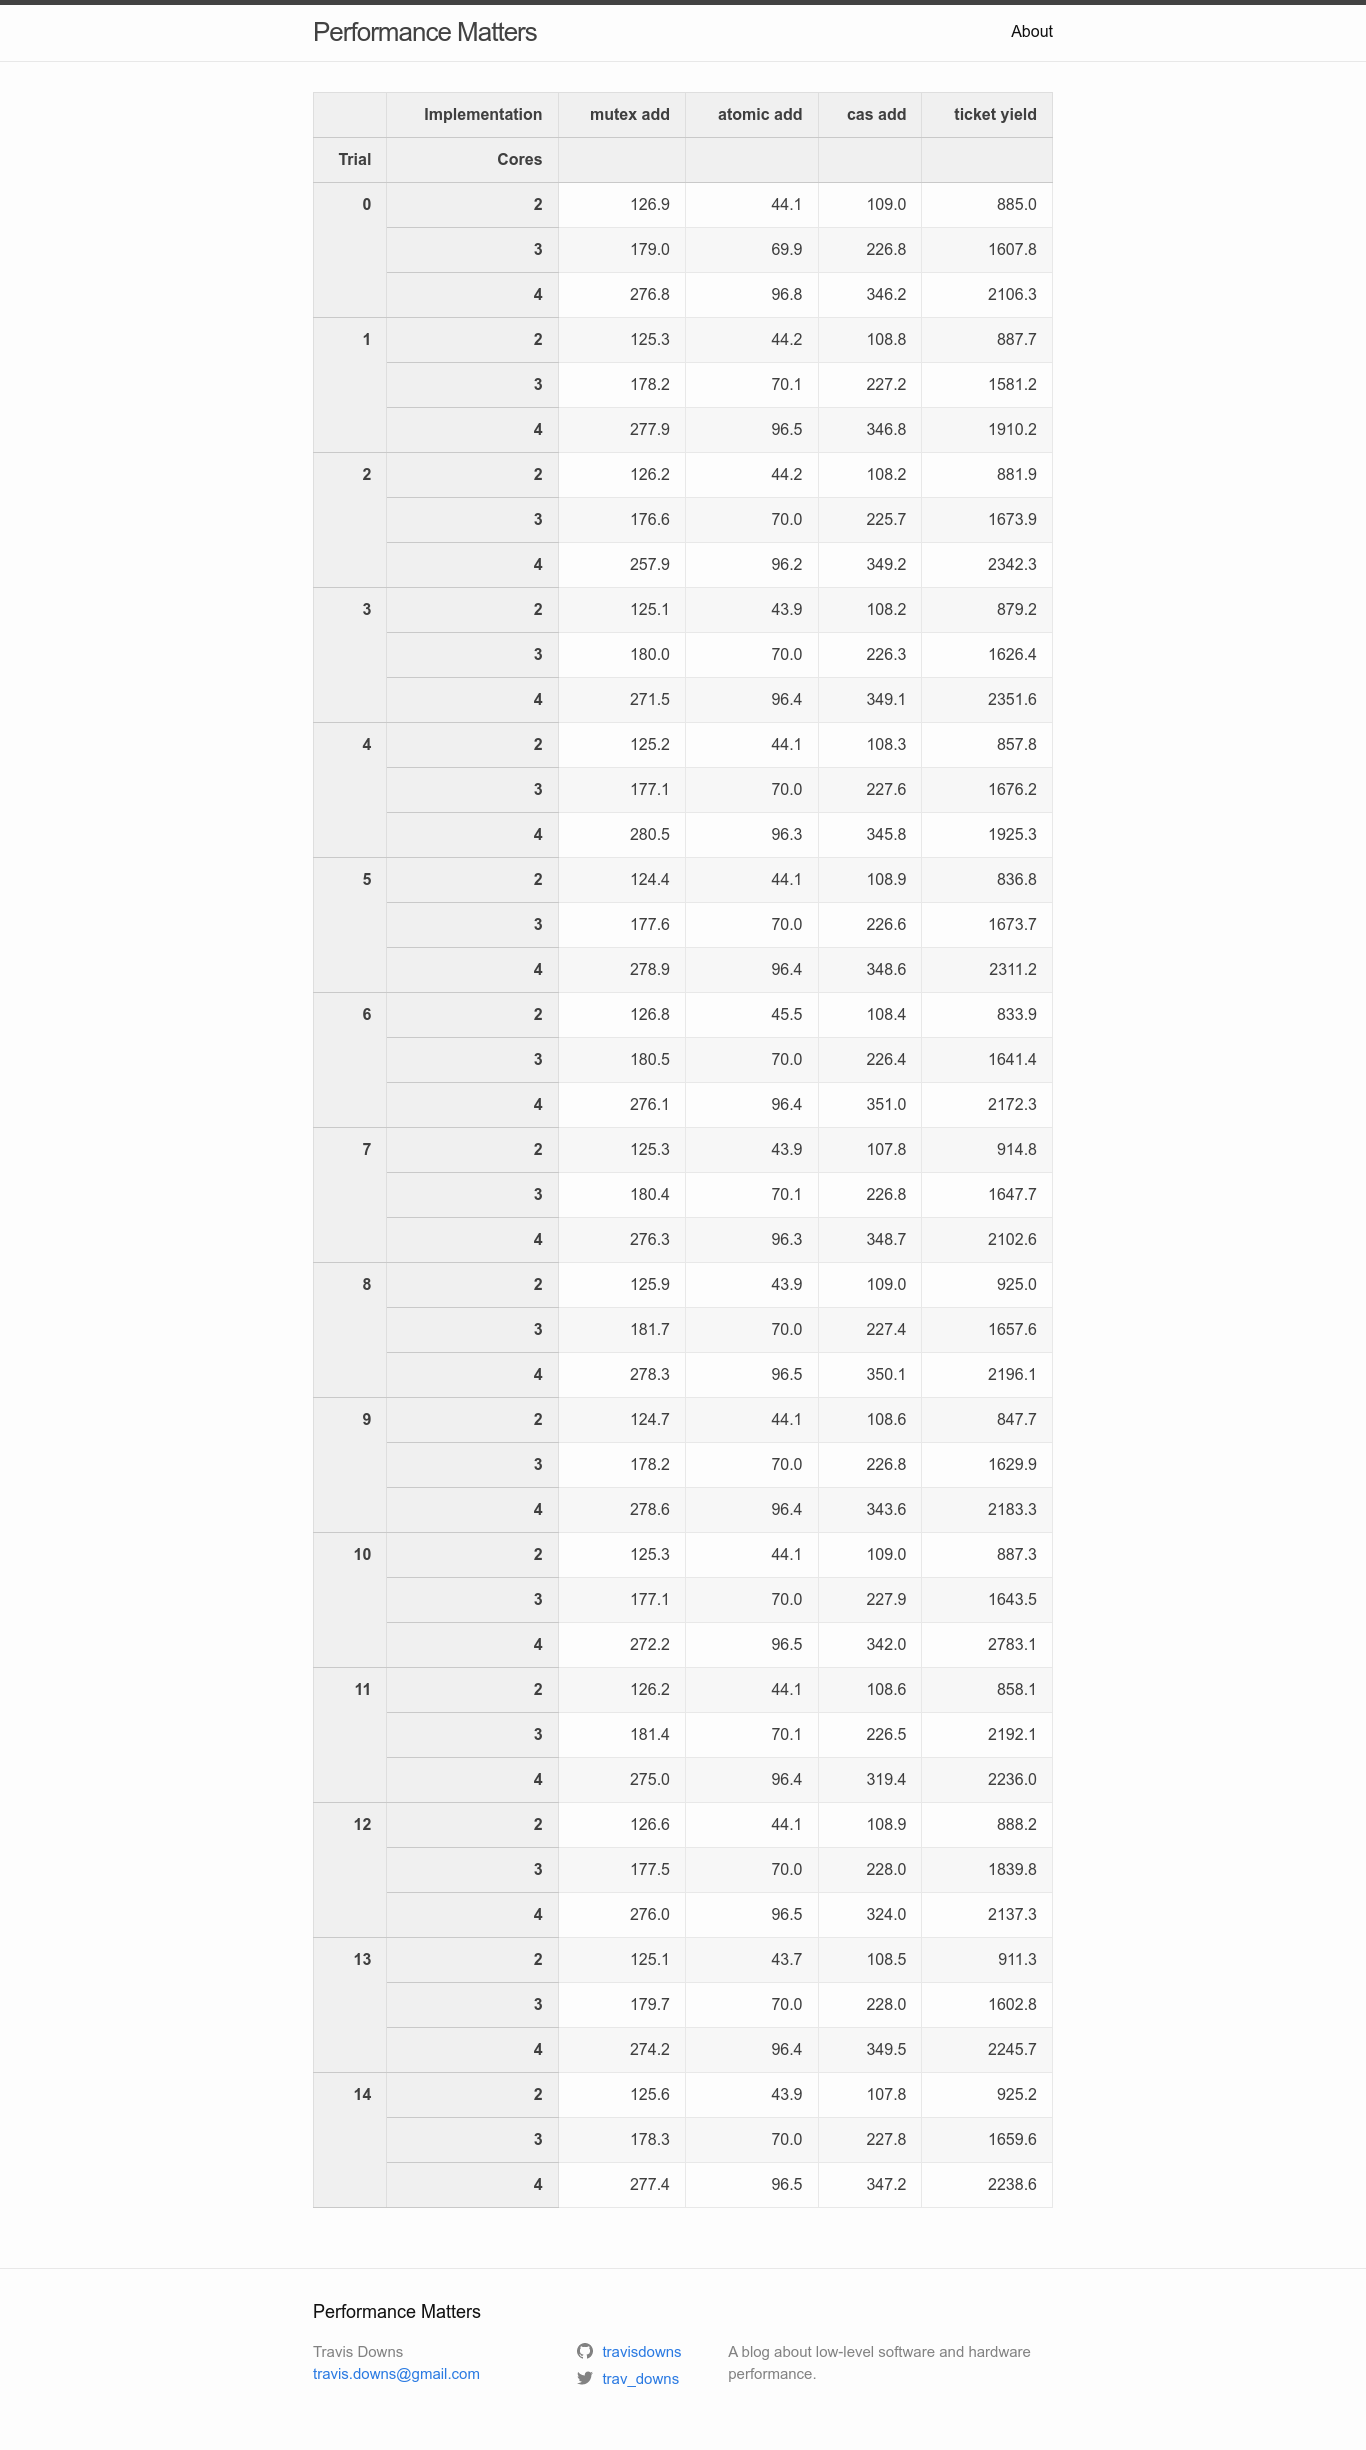 Performance Matters About
Implementation mutex add atomic add cas add ticket yield
Trial Cores
0 2 126.9 44.1 109.0 885.0
3 179.0 69.9 226.8 1607.8
4 276.8 96.8 346.2 2106.3
1 2 125.3 44.2 108.8 887.7
3 178.2 70.1 227.2 1581.2
4 277.9 96.5 346.8 1910.2
2 2 126.2 44.2 108.2 881.9
3 176.6 70.0 225.7 1673.9
4 257.9 96.2 349.2 2342.3
3 2 125.1 43.9 108.2 879.2
3 180.0 70.0 226.3 1626.4
4 271.5 96.4 349.1 2351.6
4 2 125.2 44.1 108.3 857.8
3 177.1 70.0 227.6 1676.2
4 280.5 96.3 345.8 1925.3
5 2 124.4 44.1 108.9 836.8
3 177.6 70.0 226.6 1673.7
4 278.9 96.4 348.6 2311.2
6 2 126.8 45.5 108.4 833.9
3 180.5 70.0 226.4 1641.4
4 276.1 96.4 351.0 2172.3
7 2 125.3 43.9 107.8 914.8
3 180.4 70.1 226.8 1647.7
4 276.3 96.3 348.7 2102.6
8 2 125.9 43.9 109.0 925.0
3 181.7 70.0 227.4 1657.6
4 278.3 96.5 350.1 2196.1
9 2 124.7 44.1 108.6 847.7
3 178.2 70.0 226.8 1629.9
4 278.6 96.4 343.6 2183.3
10 2 125.3 44.1 109.0 887.3
3 177.1 70.0 227.9 1643.5
4 272.2 96.5 342.0 2783.1
11 2 126.2 44.1 108.6 858.1
3 181.4 70.1 226.5 2192.1
4 275.0 96.4 319.4 2236.0
12 2 126.6 44.1 108.9 888.2
3 177.5 70.0 228.0 1839.8
4 276.0 96.5 324.0 2137.3
13 2 125.1 43.7 108.5 911.3
3 179.7 70.0 228.0 1602.8
4 274.2 96.4 349.5 2245.7
14 2 125.6 43.9 107.8 925.2
3 178.3 70.0 227.8 1659.6
4 277.4 96.5 347.2 2238.6
Performance Matters
Travis Downs
travis.downs@gmail.com
travisdowns
trav_downs
A blog about low-level software and hardware
performance.